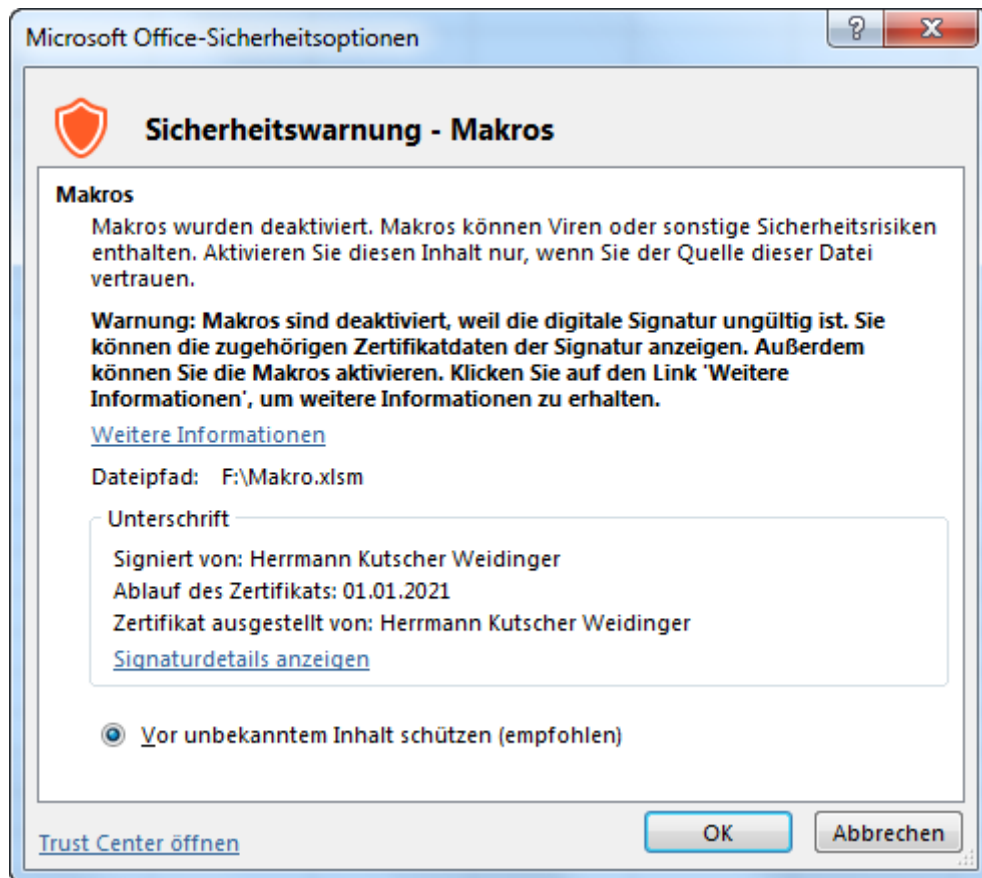 Microsoft Office-Sicherheitsoptionen
?
Sicherheitswarnung - Makros
Makros
Makros wurden deaktiviert. Makros können Viren oder sonstige Sicherheitsrisiken
enthalten. Aktivieren Sie diesen Inhalt nur, wenn Sie der Quelle dieser Datei
vertrauen.
Warnung: Makros sind deaktiviert, weil die digitale Signatur ungültig ist. Sie
können die zugehörigen Zertifikatdaten der Signatur anzeigen. Außerdem
können Sie die Makros aktivieren. Klicken Sie auf den Link 'Weitere
Informationen', um weitere Informationen zu erhalten.
Weitere Informationen
Dateipfad: F:\Makro.xlsm
Unterschrift
Signiert von: Herrmann Kutscher Weidinger
Ablauf des Zertifikats: 01.01.2021
Zertifikat ausgestellt von: Herrmann Kutscher Weidinger
Signaturdetails anzeigen
Vor unbekanntem Inhalt schützen (empfohlen)
Trust Center öffnen
OK
Abbrechen